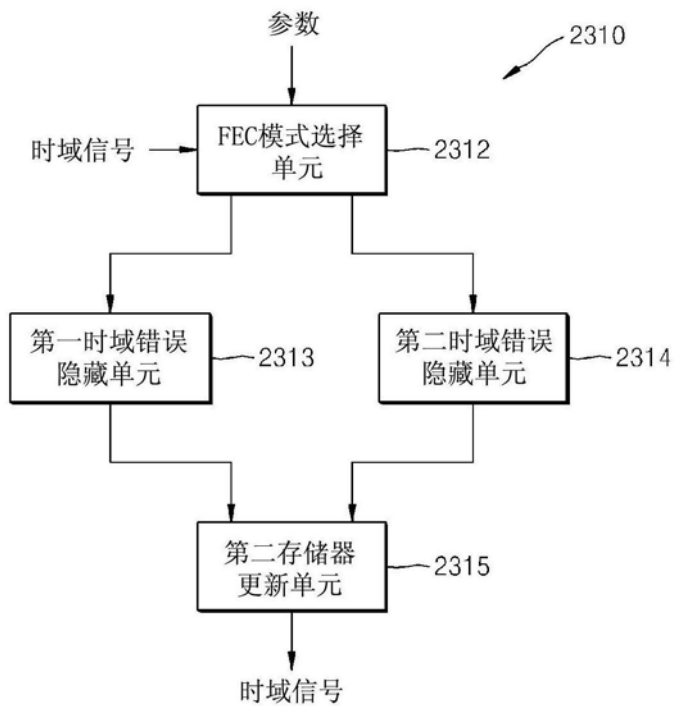 参数
2310
时域信号
FEC模式选择
单元
2312
第一时域错误
隐藏单元
2313
第二时域错误
隐藏单元
2314
第二存储器
更新单元
2315
时域信号